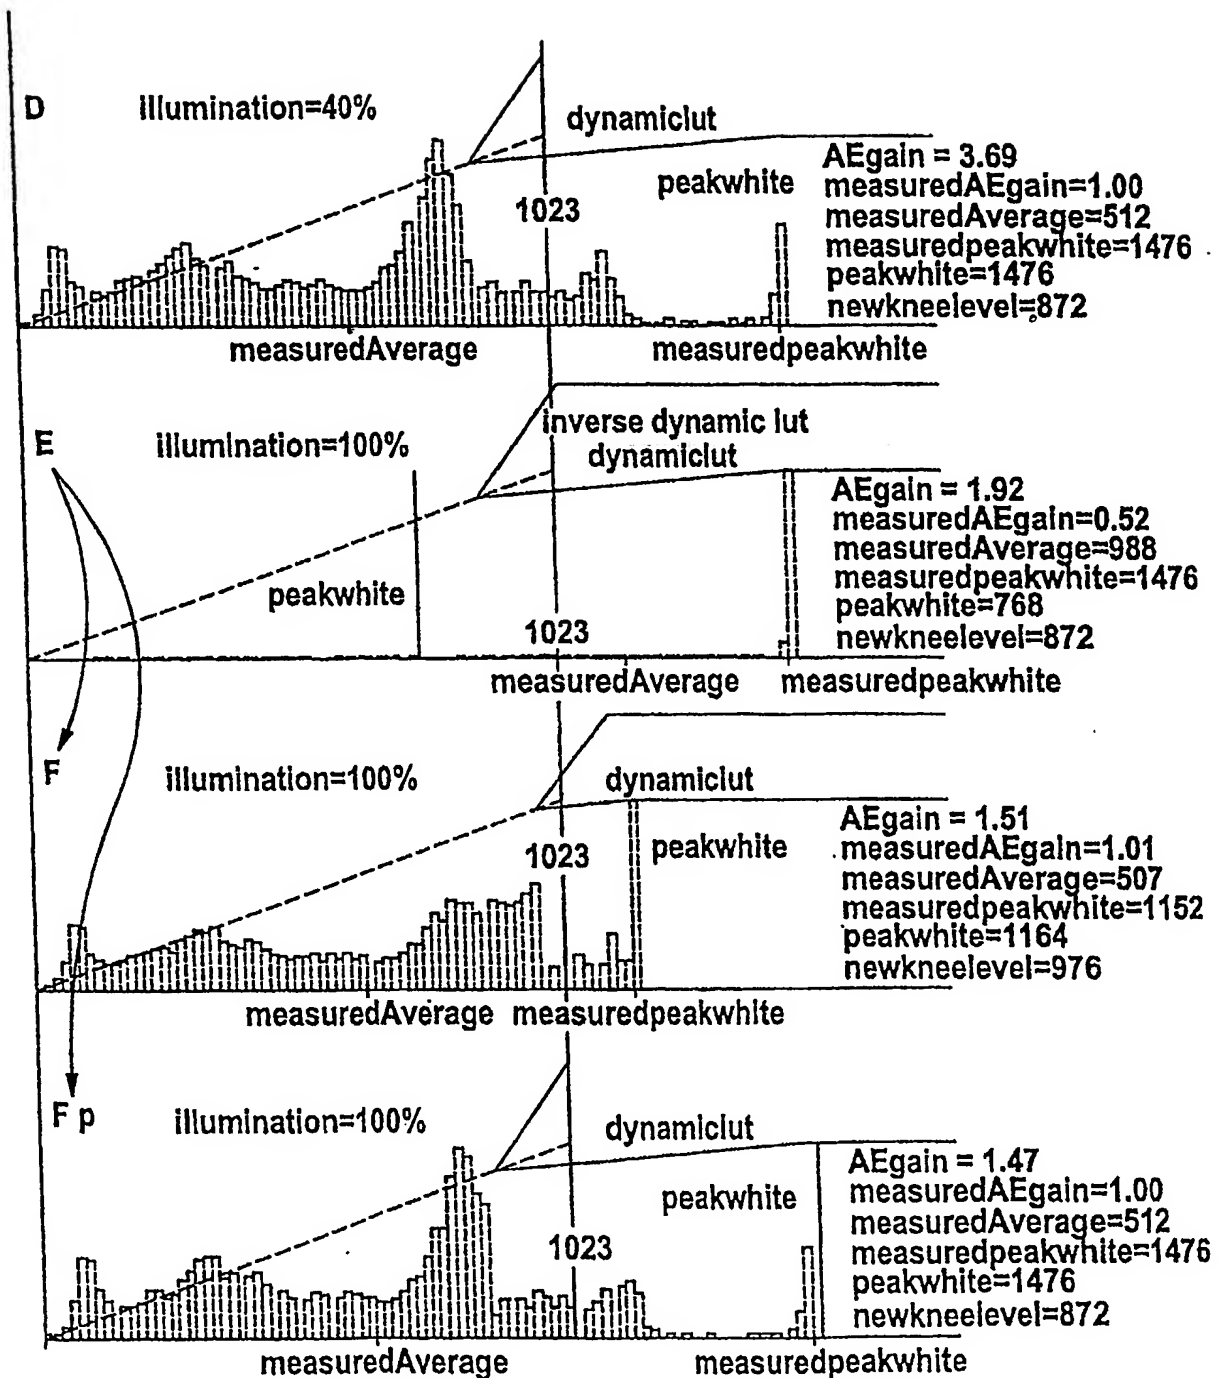 D
illumination=40%
dynamiclut
peakwhite
1023
AEgain = 3.69
measuredAEgain=1.00
measuredAverage=512
measuredpeakwhite=1476
peakwhite=1476
newkneelevel=872
measuredAverage
measuredpeakwhite
E
illumination=100%
inverse dynamic lut
dynamiclut
peakwhite
1023
AEgain = 1.92
measuredAEgain=0.52
measuredAverage=988
measuredpeakwhite=1476
peakwhite=768
newkneelevel=872
measuredAverage
measuredpeakwhite
F
illumination=100%
dynamiclut
1023
peakwhite
AEgain = 1.51
measuredAEgain=1.01
measuredAverage=507
measuredpeakwhite=1152
peakwhite=1164
newkneelevel=976
measuredAverage
measuredpeakwhite
F p
illumination=100%
dynamiclut
peakwhite
1023
AEgain = 1.47
measuredAEgain=1.00
measuredAverage=512
measuredpeakwhite=1476
peakwhite=1476
newkneelevel=872
measuredAverage
measuredpeakwhite